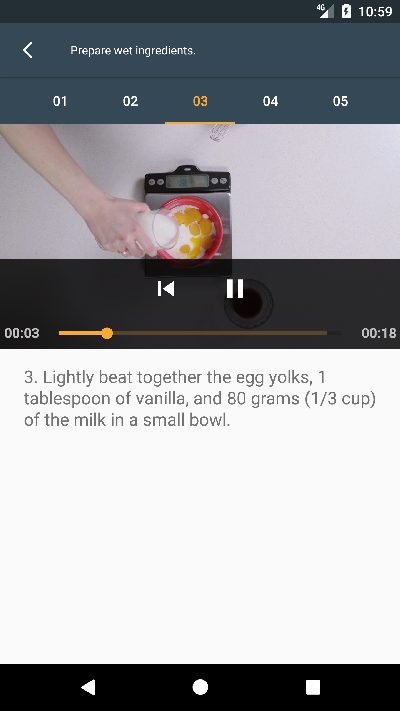 4G
10:59
Prepare wet ingredients.
01 02 03 04 05
00:03 00:18
3. Lightly beat together the egg yolks, 1
tablespoon of vanilla, and 80 grams (1/3 cup)
of the milk in a small bowl.